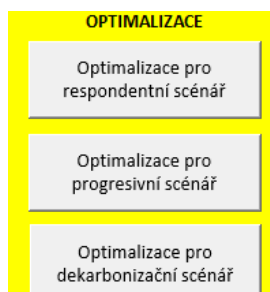 OPTIMALIZACE
Optimalizace pro
respondentní scénář
Optimalizace pro
progresivní scénář
Optimalizace pro
dekarbonizační scénář